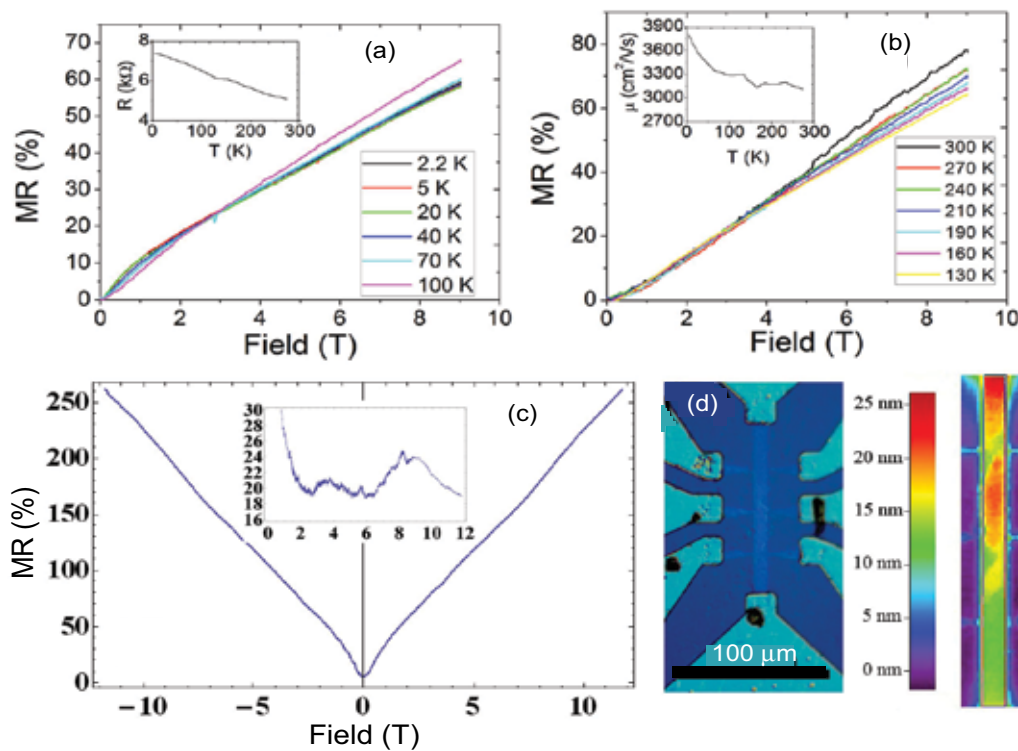 (a)
70
60
50
40
30
20
10
0
MR (%)
8
6
4
R (kΩ)
0 100 200 300
T (K)
2.2 K
5 K
20 K
40 K
70 K
100 K
0 2 4 6 8 10
Field (T)
(b)
80
60
40
20
0
MR (%)
3900
3600
3300
3000
2700
μ (cm²/Vs)
0 100 200 300
T (K)
300 K
270 K
240 K
210 K
190 K
160 K
130 K
0 2 4 6 8 10
Field (T)
(c)
250
200
150
100
50
0
MR (%)
30
28
26
24
22
20
18
16
0 2 4 6 8 10 12
−10 −5 0 5 10
Field (T)
(d)
100 μm
25 nm
20 nm
15 nm
10 nm
5 nm
0 nm